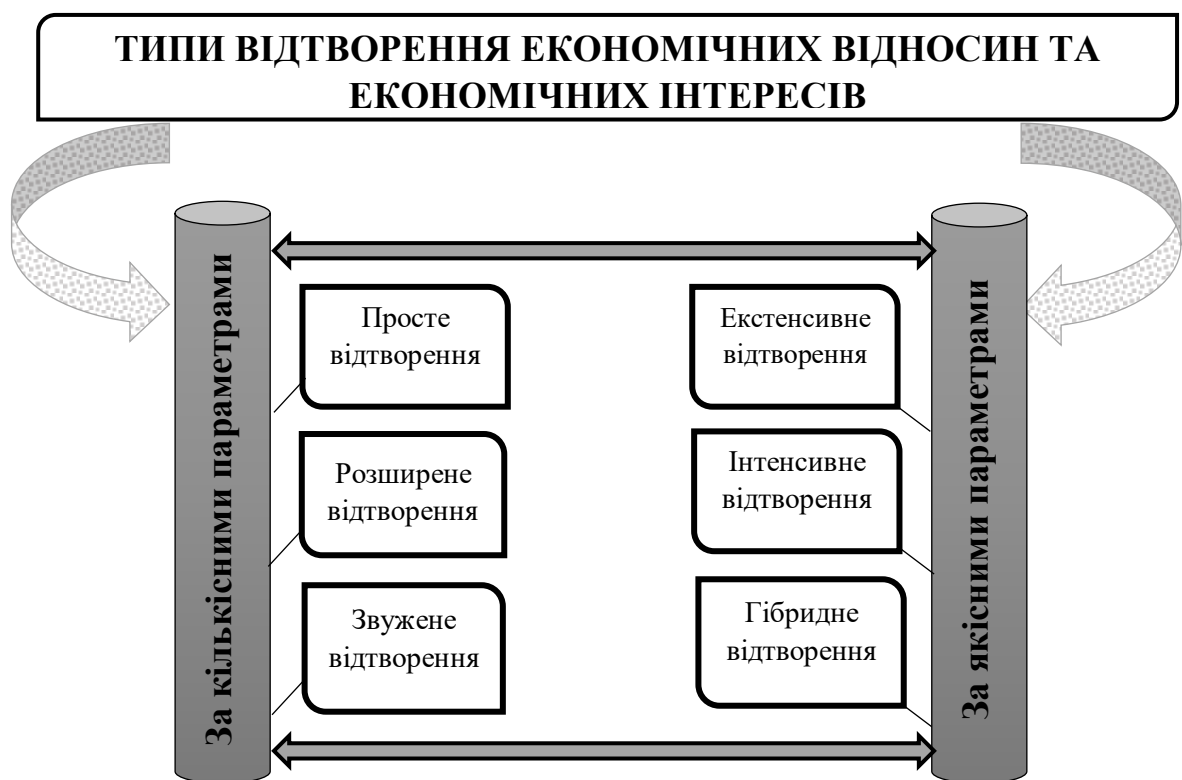 ТИПИ ВІДТВОРЕННЯ ЕКОНОМІЧНИХ ВІДНОСИН ТА
ЕКОНОМІЧНИХ ІНТЕРЕСІВ
За кількісними параметрами
Просте
відтворення
Розширене
відтворення
Звужене
відтворення
Екстенсивне
відтворення
Інтенсивне
відтворення
Гібридне
відтворення
За якісними параметрами